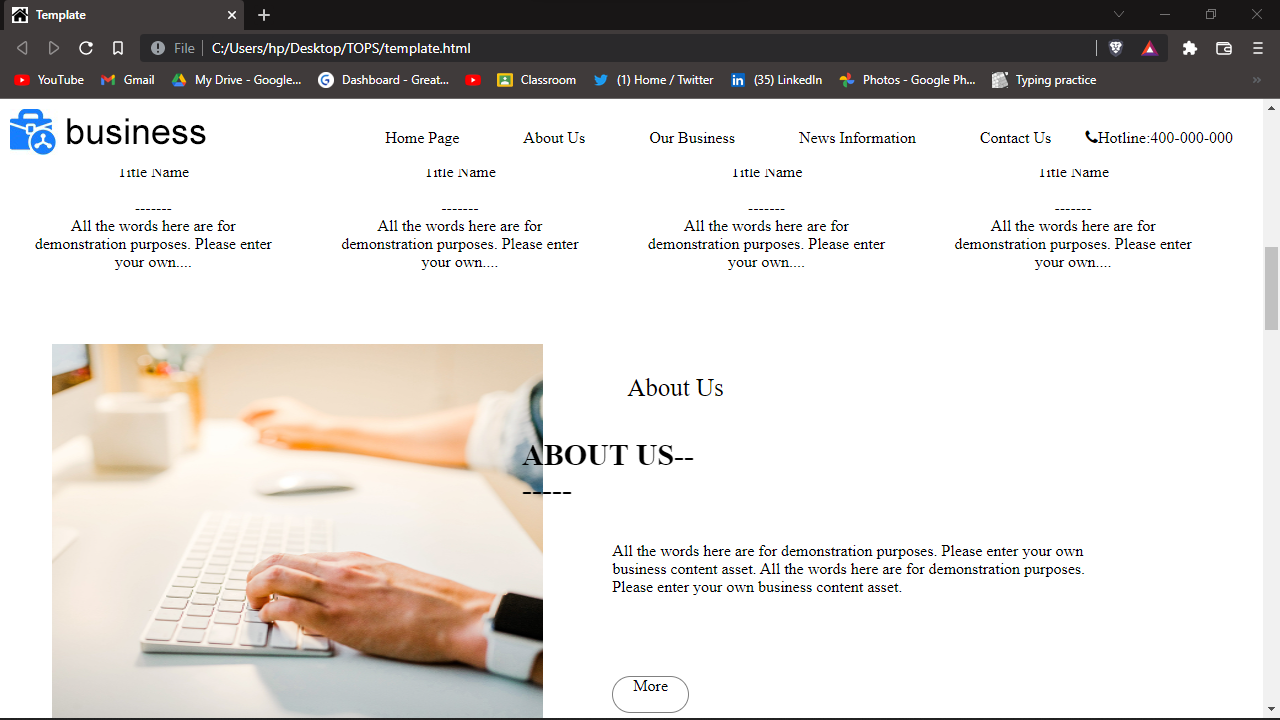 Template
File C:/Users/hp/Desktop/TOPS/template.html
YouTube Gmail My Drive - Google... Dashboard - Great... Classroom (1) Home / Twitter (35) LinkedIn Photos - Google Ph... Typing practice
business Home Page About Us Our Business News Information Contact Us Hotline:400-000-000
Title Name Title Name Title Name Title Name
------- ------- ------- -------
All the words here are for All the words here are for All the words here are for All the words here are for
demonstration purposes. Please enter demonstration purposes. Please enter demonstration purposes. Please enter demonstration purposes. Please enter
your own.... your own.... your own.... your own....
About Us
ABOUT US--
-----
All the words here are for demonstration purposes. Please enter your own
business content asset. All the words here are for demonstration purposes.
Please enter your own business content asset.
More